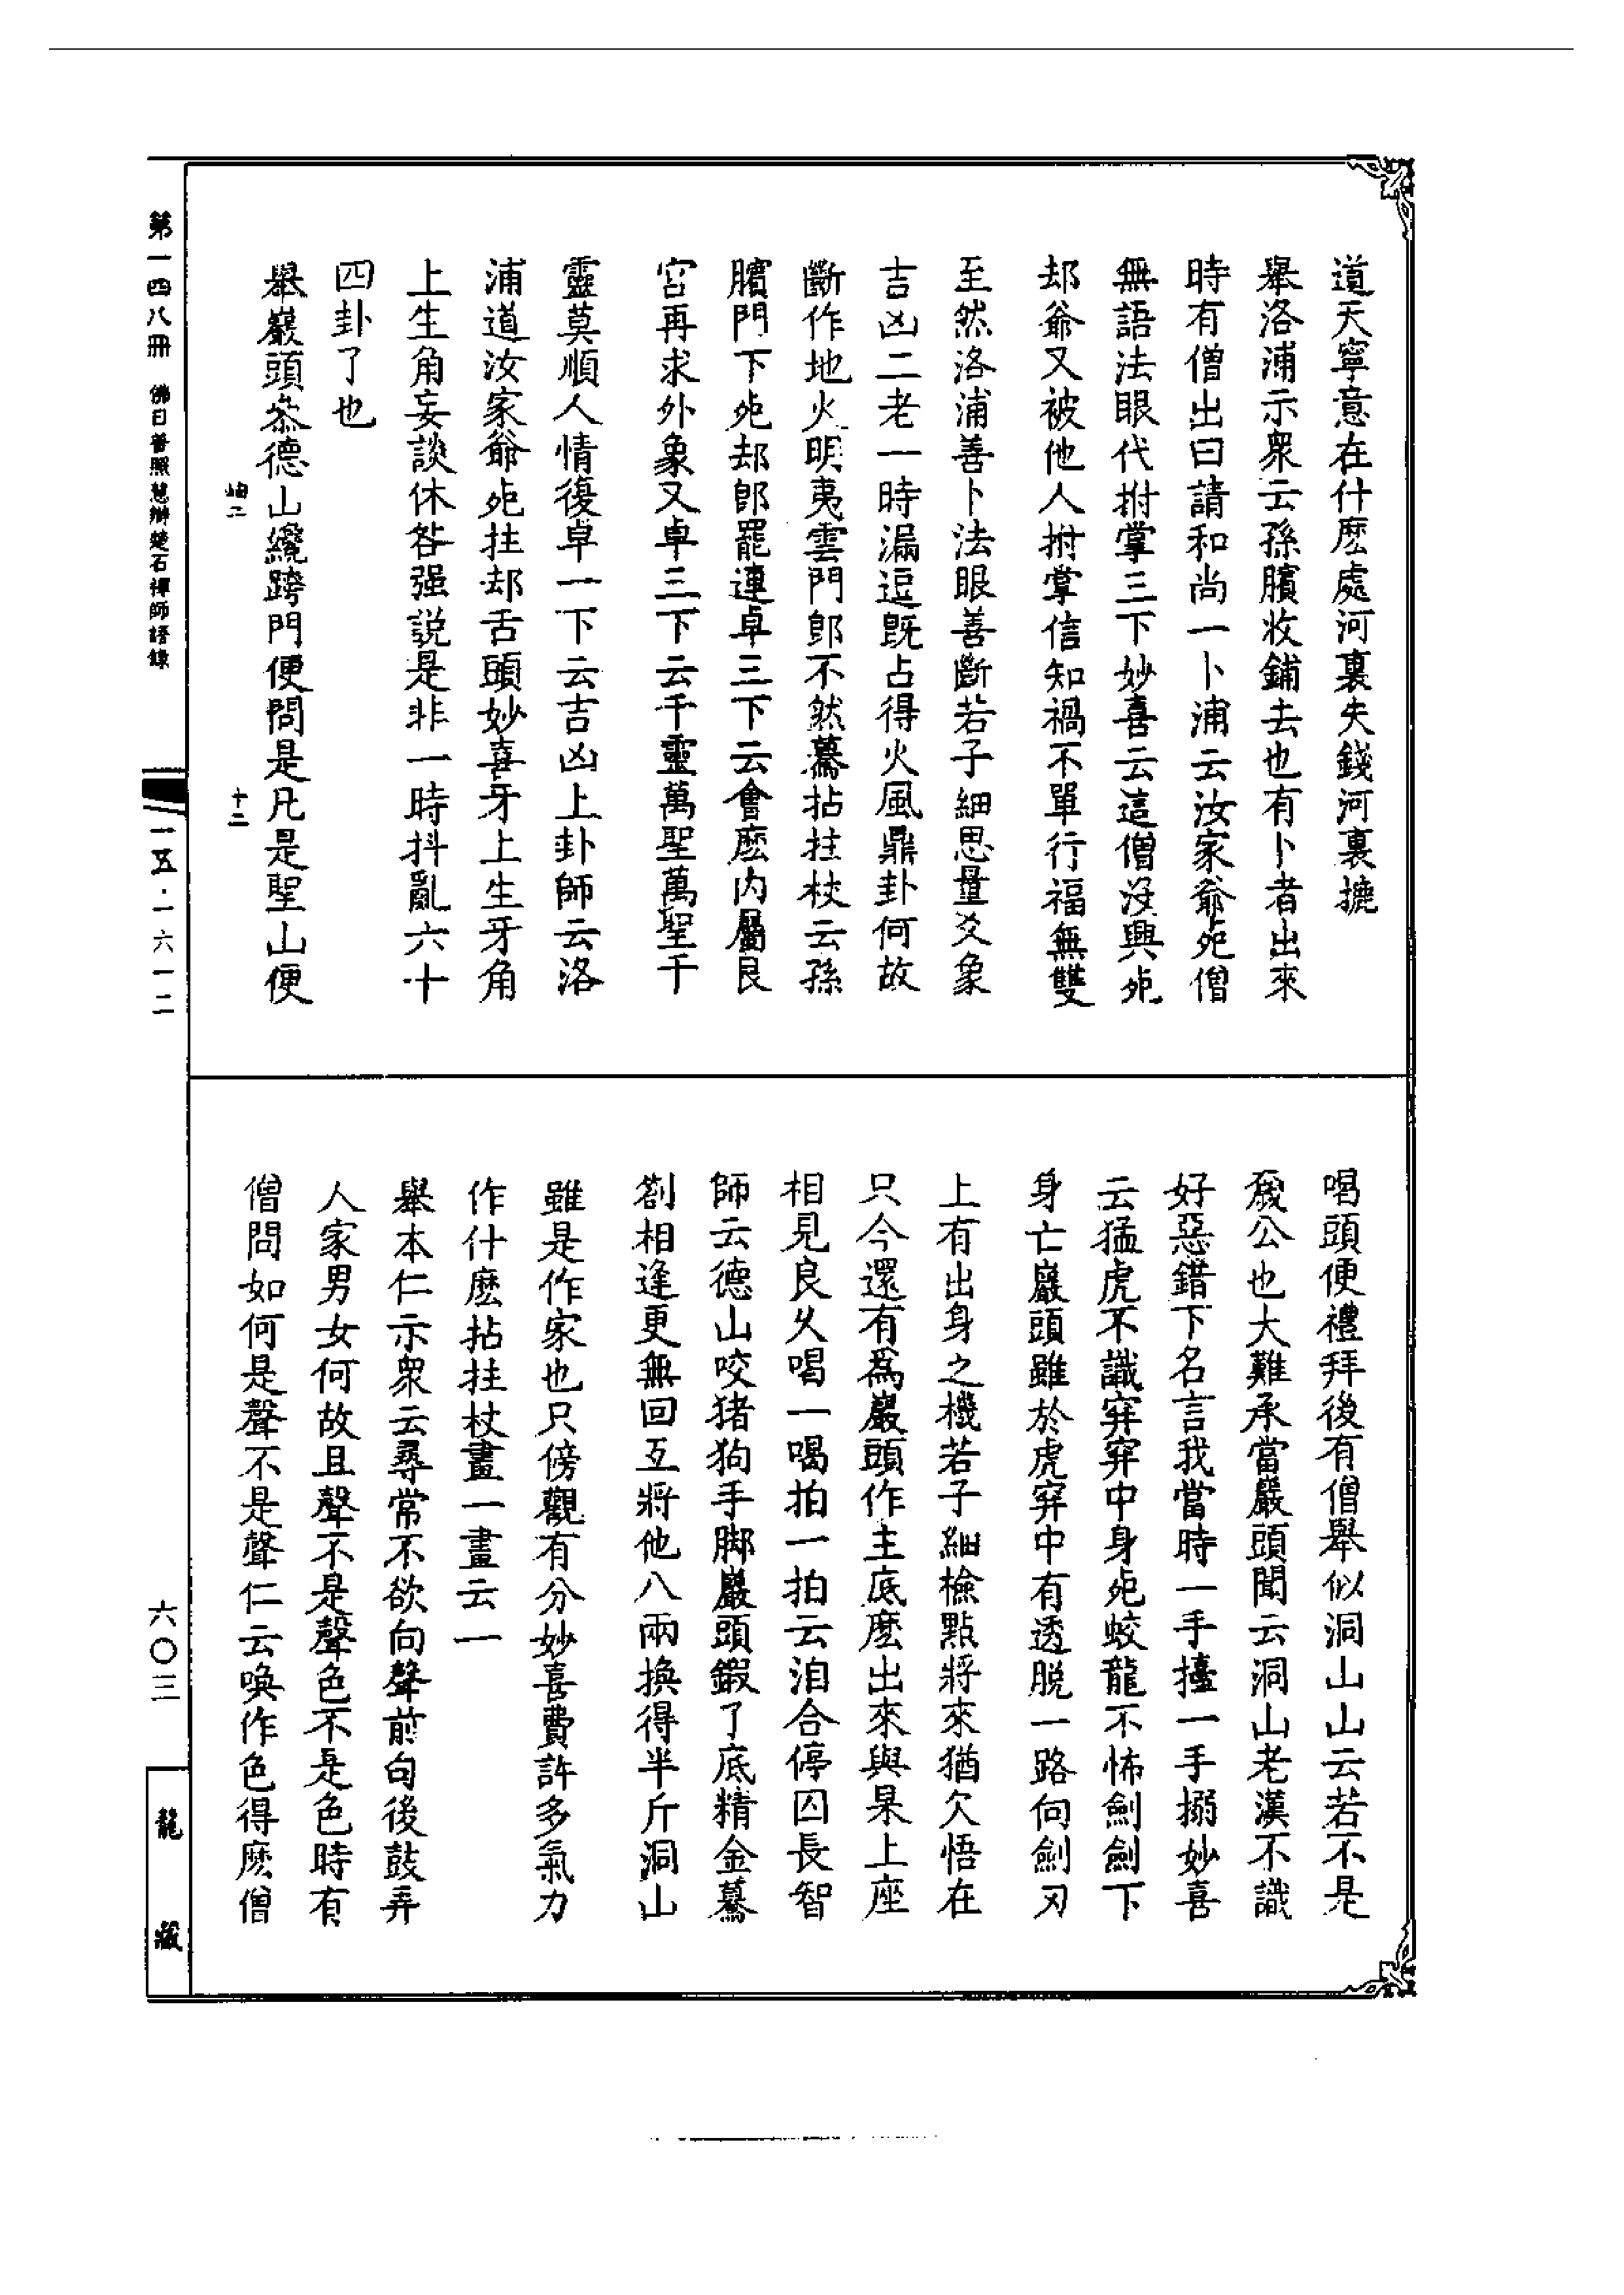 道天寧意在什麽處河裏失錢河裏摝
舉洛浦示衆云孫臏收鋪去也有卜者出來
時有僧出曰請和尚一卜浦云汝家爺死僧
無語法眼代拊掌三下妙喜云這僧沒興死
却爺又被他人拊掌信知禍不單行福無雙
至然洛浦善卜法眼善斷若子細思量爻象
吉凶二老一時漏逗既占得火風鼎卦何故
斷作地火明夷雲門卽不然驀拈拄杖云孫
臏門下死却郎罷連卓三下云會麽內屬艮
宮再求外象又卓三下云千靈萬聖萬聖千
靈莫順人情復卓一下云吉凶上卦師云洛
浦道汝家爺死拄却舌頭妙喜牙上生牙角
上生角妄談休咎强說是非一時抖亂六十
四卦了也
舉巖頭叅德山纔跨門便問是凡是聖山便
喝頭便禮拜後有僧舉似洞山山云若不是
奯公也大難承當巖頭聞云洞山老漢不識
好惡錯下名言我當時一手擡一手搦妙喜
云猛虎不識穽穽中身死蛟龍不怖劍劍下
身亡巖頭雖於虎穽中有透脫一路向劍刃
上有出身之機若子細檢點將來猶欠悟在
只今還有爲巖頭作主底麽出來與杲上座
相見良久喝一喝拍一拍云洎合停囚長智
師云德山咬猪狗手脚巖頭鍜了底精金驀
劄相逢更無回互將他八兩換得半斤洞山
雖是作家也只傍觀有分妙喜費許多氣力
作什麽拈拄杖畫一畫云一
舉本仁示衆云尋常不欲向聲前句後鼓弄
人家男女何故且聲不是聲色不是色時有
僧問如何是聲不是聲仁云喚作色得麽僧
岫二
十二
第一四八冊 佛日普照慧辯楚石禪師語錄
一五·一六一二
六〇三
龍藏